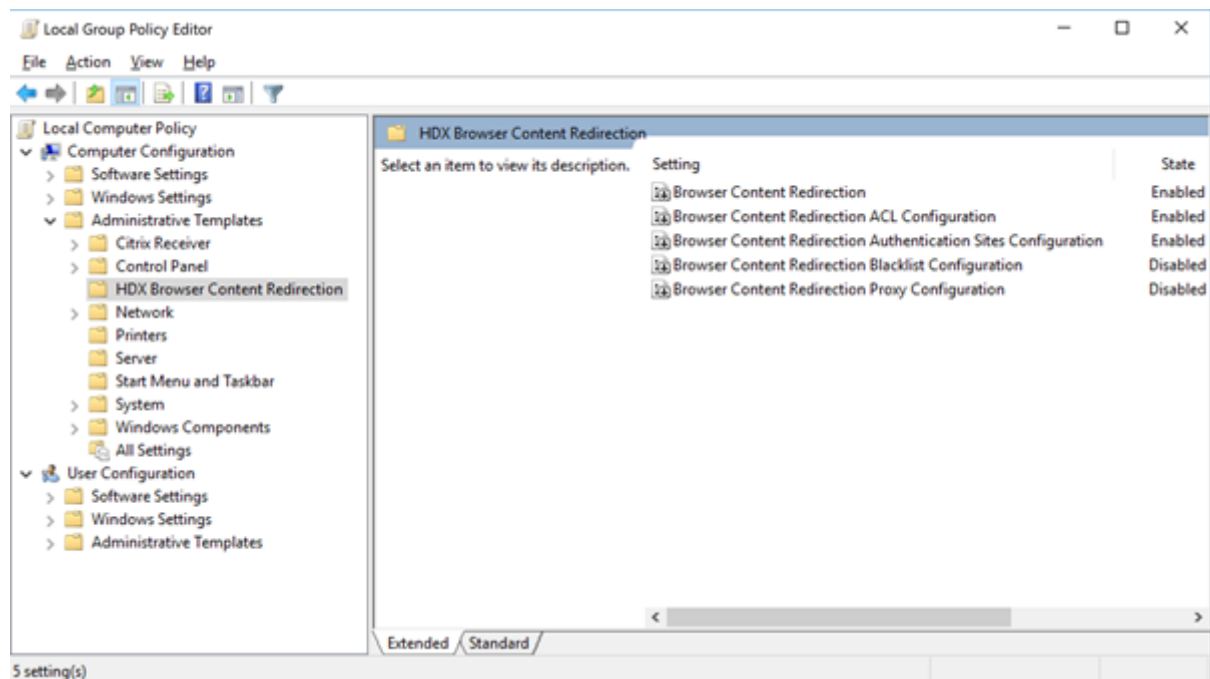 Local Group Policy Editor
File Action View Help
Local Computer Policy
Computer Configuration
Software Settings
Windows Settings
Administrative Templates
Citrix Receiver
Control Panel
HDX Browser Content Redirection
Network
Printers
Server
Start Menu and Taskbar
System
Windows Components
All Settings
User Configuration
Software Settings
Windows Settings
Administrative Templates
HDX Browser Content Redirection
Select an item to view its description.
Setting State
Browser Content Redirection Enabled
Browser Content Redirection ACL Configuration Enabled
Browser Content Redirection Authentication Sites Configuration Enabled
Browser Content Redirection Blacklist Configuration Disabled
Browser Content Redirection Proxy Configuration Disabled
Extended Standard
5 setting(s)